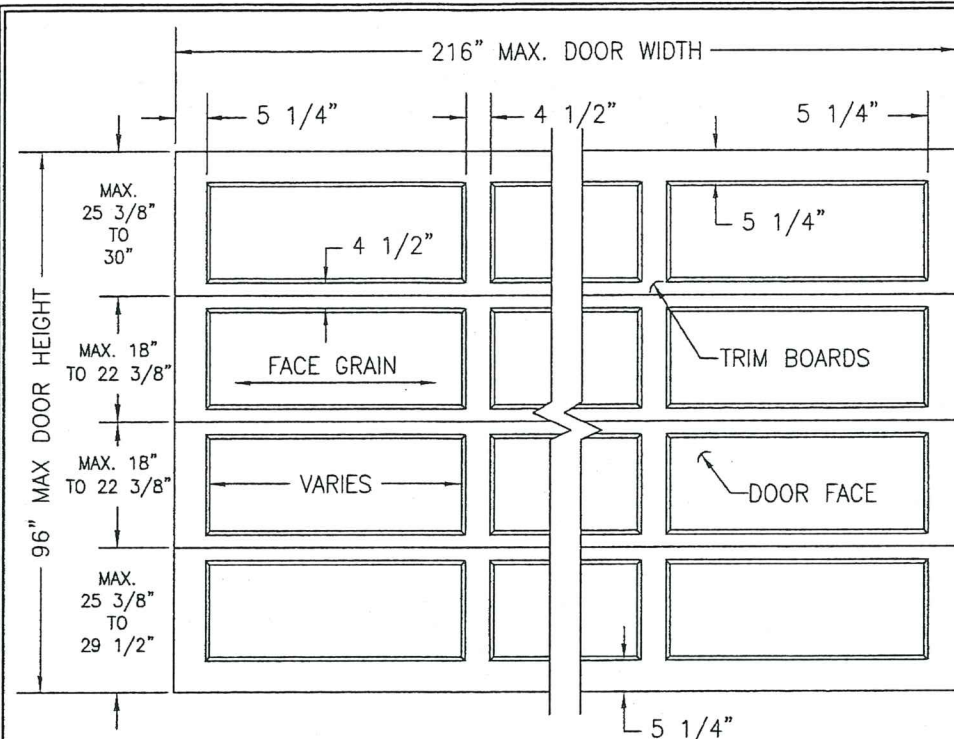 216" MAX. DOOR WIDTH
5 1/4"
4 1/2"
5 1/4"
MAX.
25 3/8"
TO
30"
5 1/4"
4 1/2"
96" MAX DOOR HEIGHT
MAX. 18"
TO 22 3/8"
FACE GRAIN
TRIM BOARDS
MAX. 18"
TO 22 3/8"
VARIES
DOOR FACE
MAX.
25 3/8"
TO
29 1/2"
5 1/4"